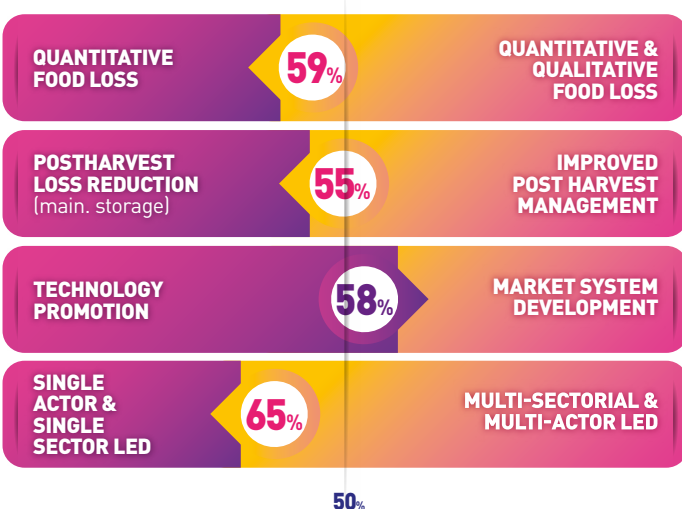 QUANTITATIVE
FOOD LOSS
59%
QUANTITATIVE &
QUALITATIVE
FOOD LOSS
POSTHARVEST
LOSS REDUCTION
(main. storage)
55%
IMPROVED
POST HARVEST
MANAGEMENT
TECHNOLOGY
PROMOTION
58%
MARKET SYSTEM
DEVELOPMENT
SINGLE
ACTOR &
SINGLE
SECTOR LED
65%
MULTI-SECTORIAL &
MULTI-ACTOR LED
50%